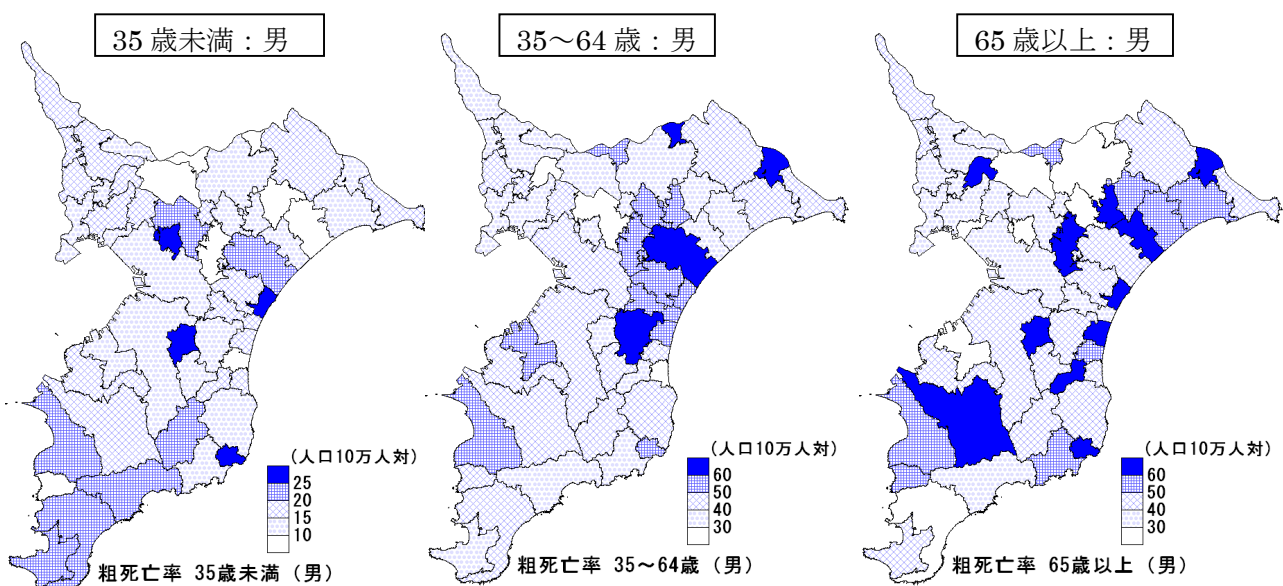 35 歳未満：男
35～64 歳：男
65 歳以上：男
(人口10万人対)
25
20
15
10
粗死亡率 35歳未満 (男)
(人口10万人対)
60
50
40
30
粗死亡率 35～64歳 (男)
(人口10万人対)
60
50
40
30
粗死亡率 65歳以上 (男)